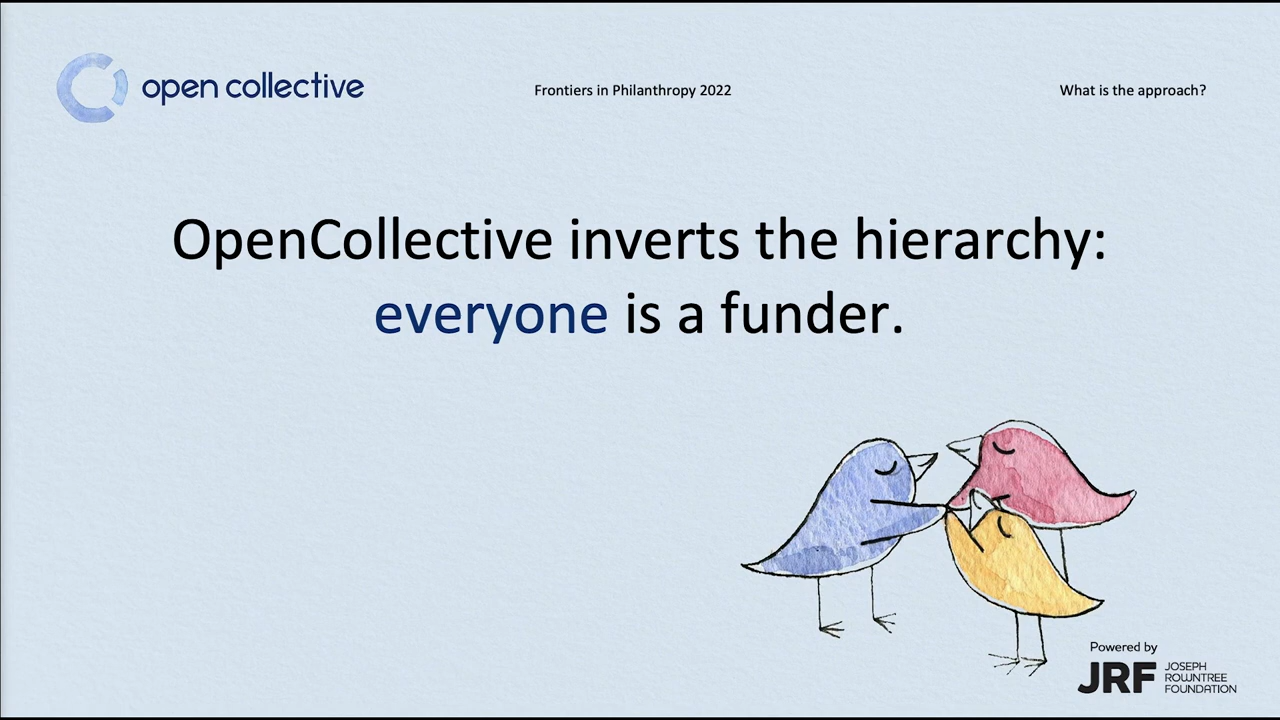 open collective
Frontiers in Philanthropy 2022
What is the approach?
OpenCollective inverts the hierarchy:
everyone is a funder.
Powered by
JRF
JOSEPH
ROWNTREE
FOUNDATION